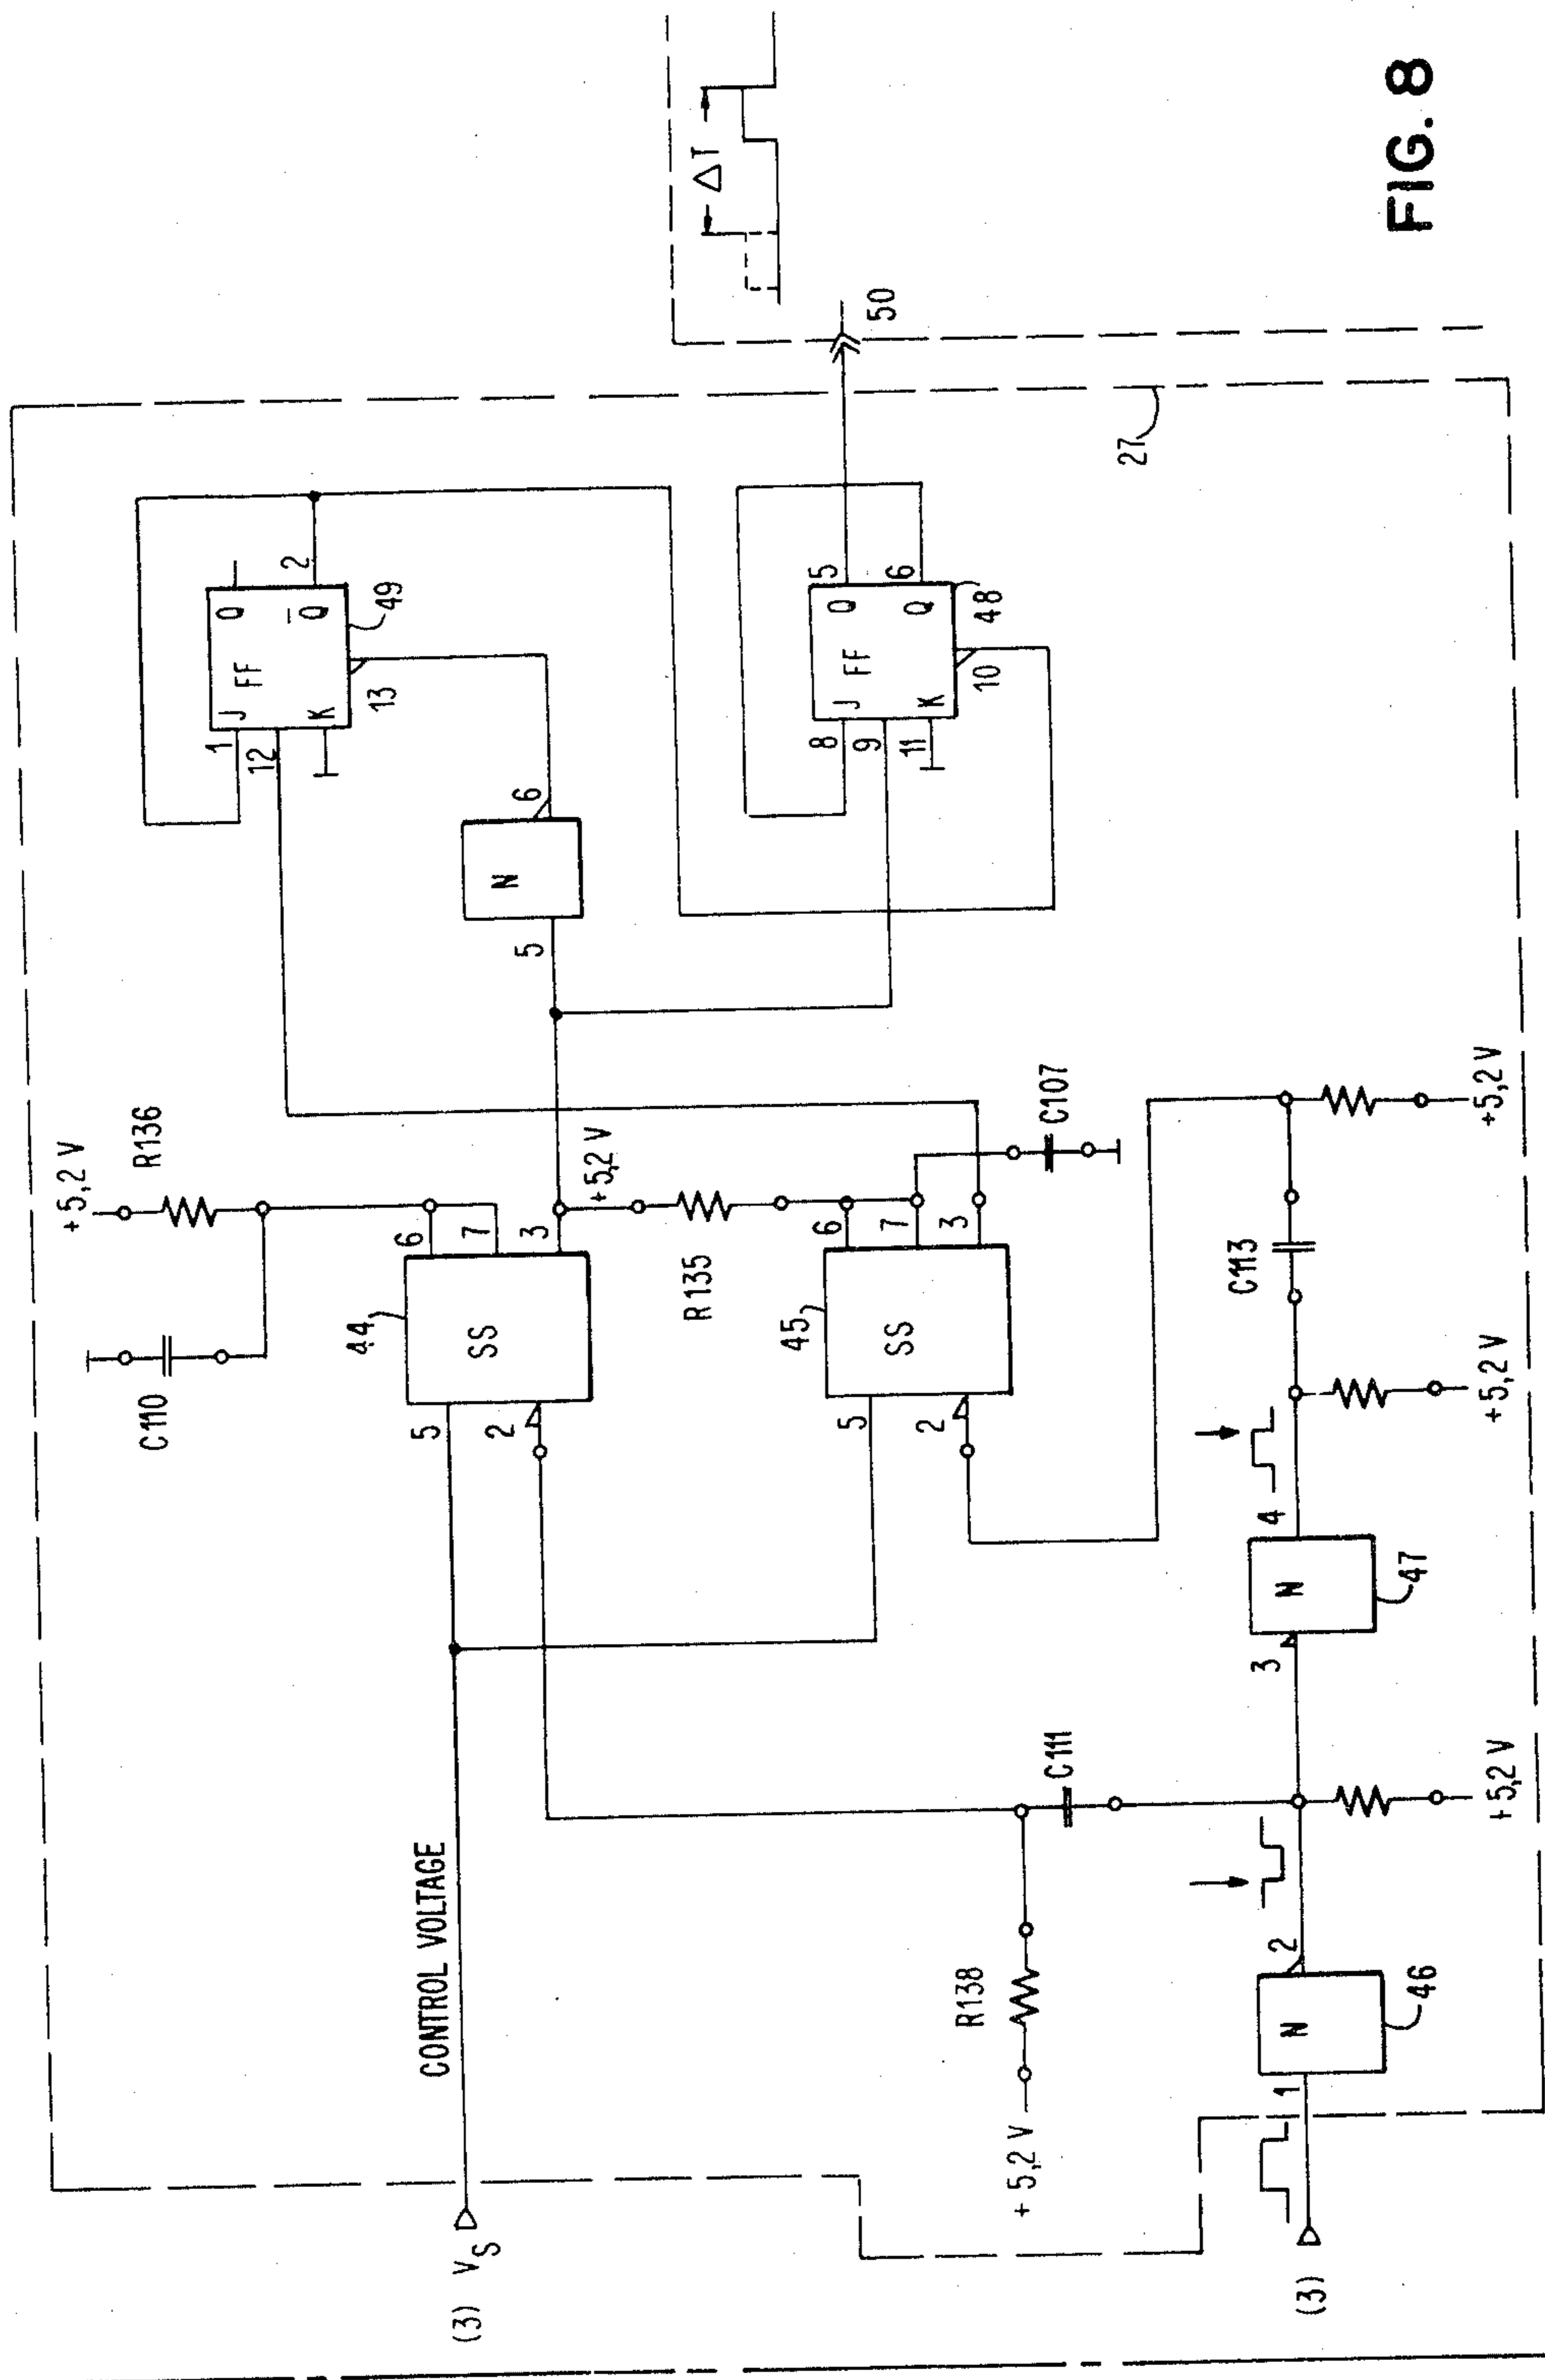 +5,2 V
R136
C110
44
SS
5
2
6
7
3
+5,2 V
R135
45
SS
5
2
6
7
3
C107
CONTROL VOLTAGE
(3) VS
R138
+5,2 V
C111
(3)
1
N
2
46
+5,2 V
3
N
4
47
+5,2 V
C113
+5,2 V
5
N
6
1
12
J
FF
K
Q
Q̅
2
13
49
8
9
11
J
FF
K
Q
Q
5
6
10
48
27
50
ΔT
FIG. 8